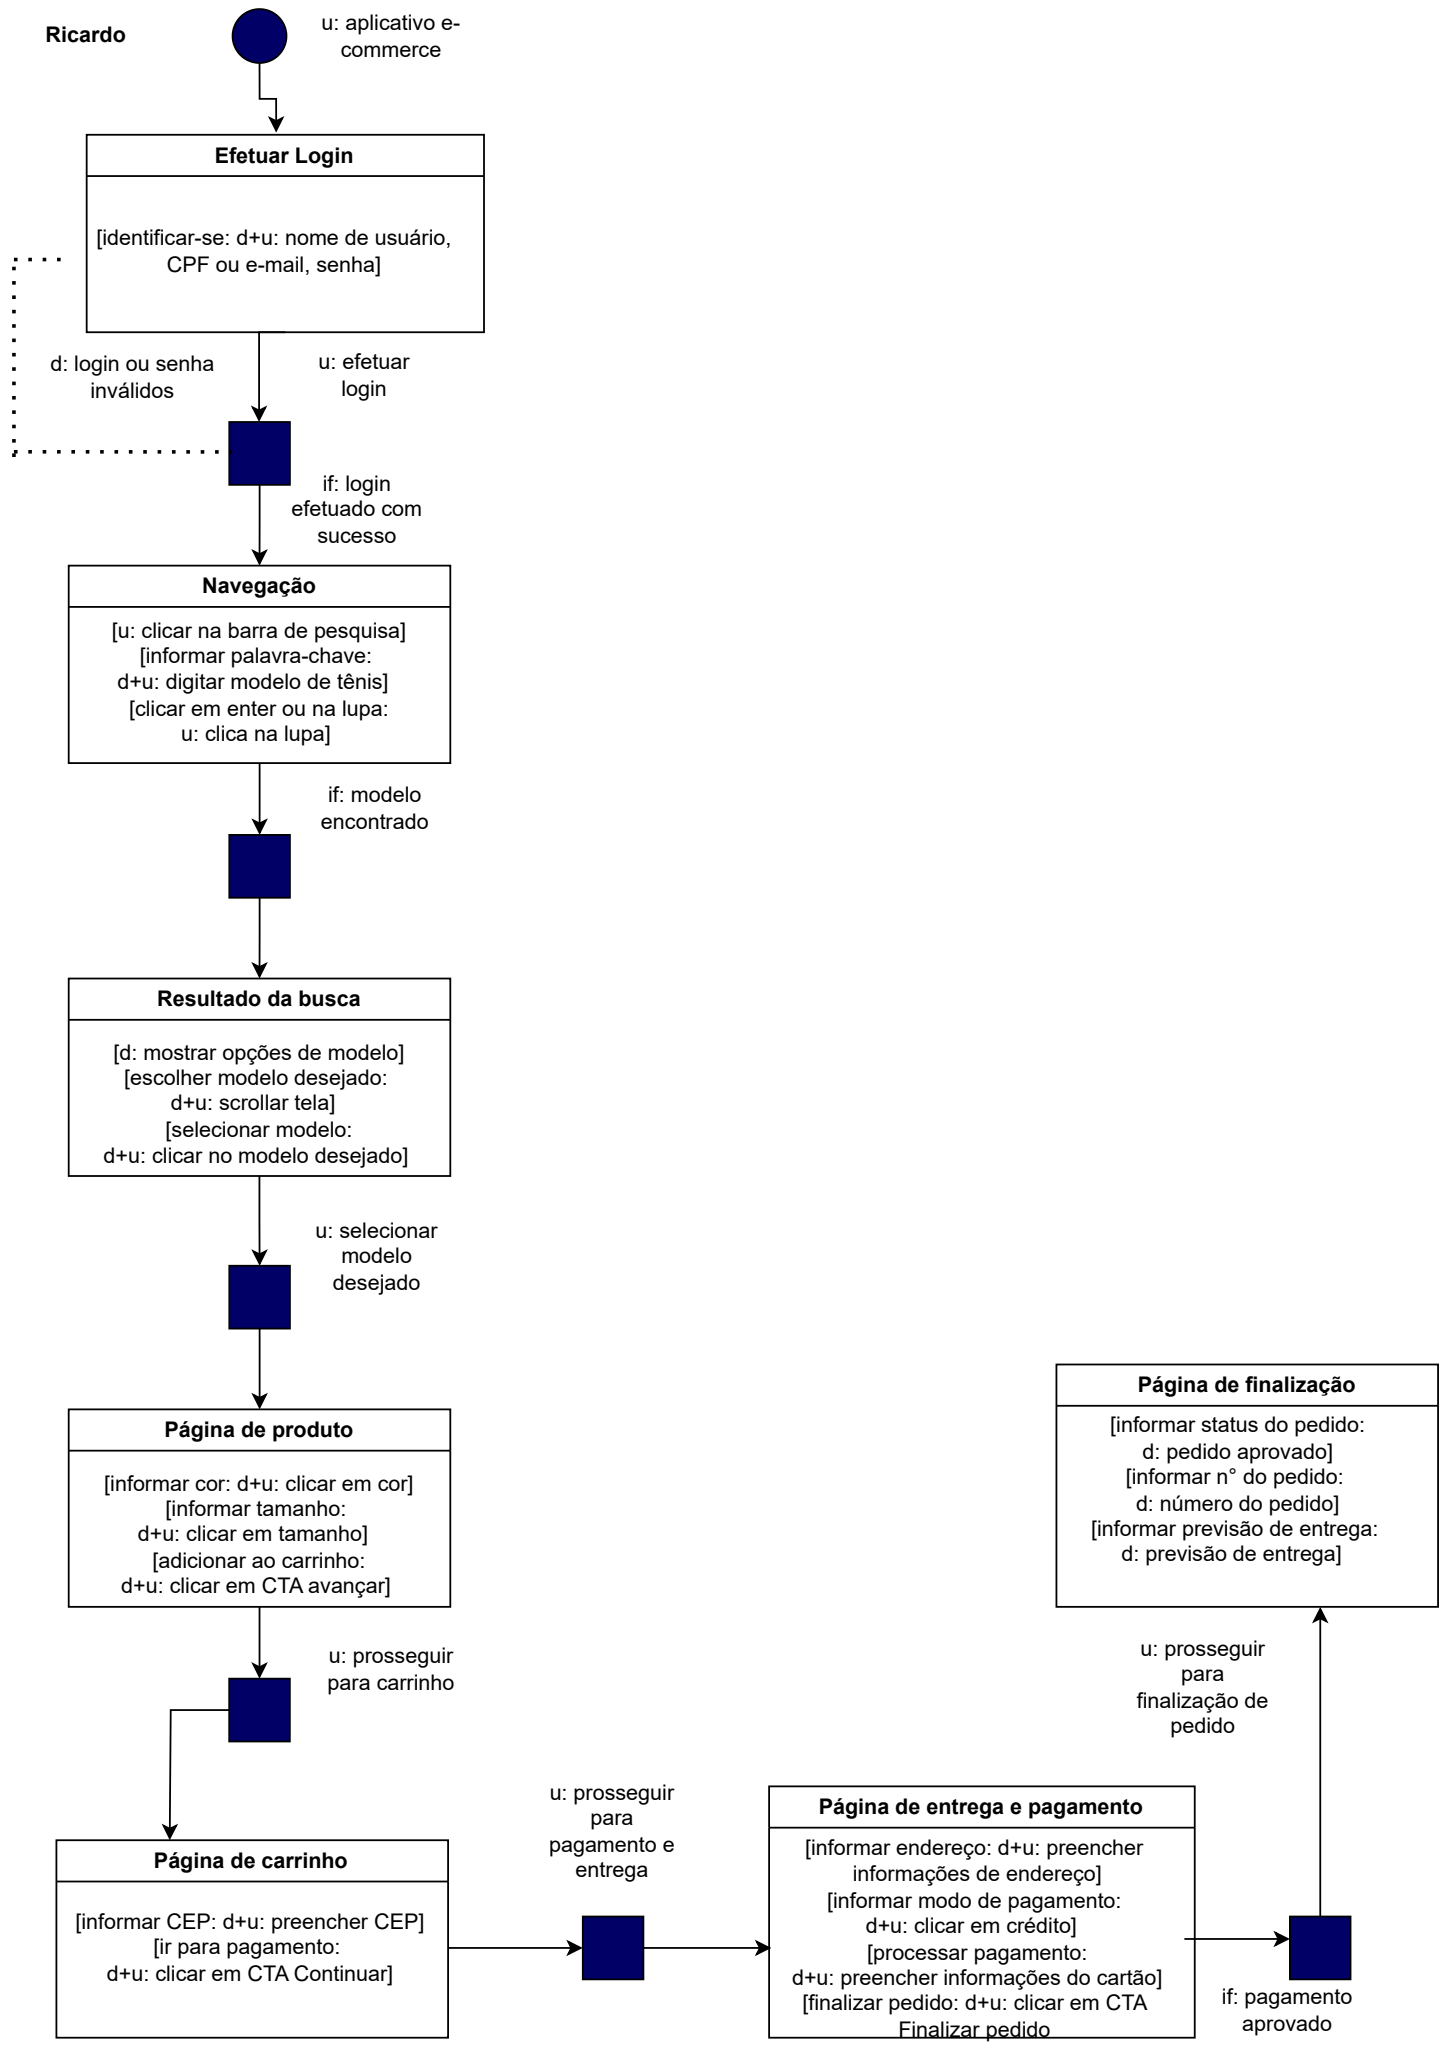 Ricardo
u: aplicativo e-
commerce
Efetuar Login
[identificar-se: d+u: nome de usuário,
CPF ou e-mail, senha]
d: login ou senha
inválidos
u: efetuar
login
if: login
efetuado com
sucesso
Navegação
[u: clicar na barra de pesquisa]
[informar palavra-chave:
d+u: digitar modelo de tênis]
[clicar em enter ou na lupa:
u: clica na lupa]
if: modelo
encontrado
Resultado da busca
[d: mostrar opções de modelo]
[escolher modelo desejado:
d+u: scrollar tela]
[selecionar modelo:
d+u: clicar no modelo desejado]
u: selecionar
modelo
desejado
Página de produto
[informar cor: d+u: clicar em cor]
[informar tamanho:
d+u: clicar em tamanho]
[adicionar ao carrinho:
d+u: clicar em CTA avançar]
u: prosseguir
para carrinho
Página de carrinho
[informar CEP: d+u: preencher CEP]
[ir para pagamento:
d+u: clicar em CTA Continuar]
u: prosseguir
para
pagamento e
entrega
Página de entrega e pagamento
[informar endereço: d+u: preencher
informações de endereço]
[informar modo de pagamento:
d+u: clicar em crédito]
[processar pagamento:
d+u: preencher informações do cartão]
[finalizar pedido: d+u: clicar em CTA
Finalizar pedido
if: pagamento
aprovado
u: prosseguir
para
finalização de
pedido
Página de finalização
[informar status do pedido:
d: pedido aprovado]
[informar n° do pedido:
d: número do pedido]
[informar previsão de entrega:
d: previsão de entrega]